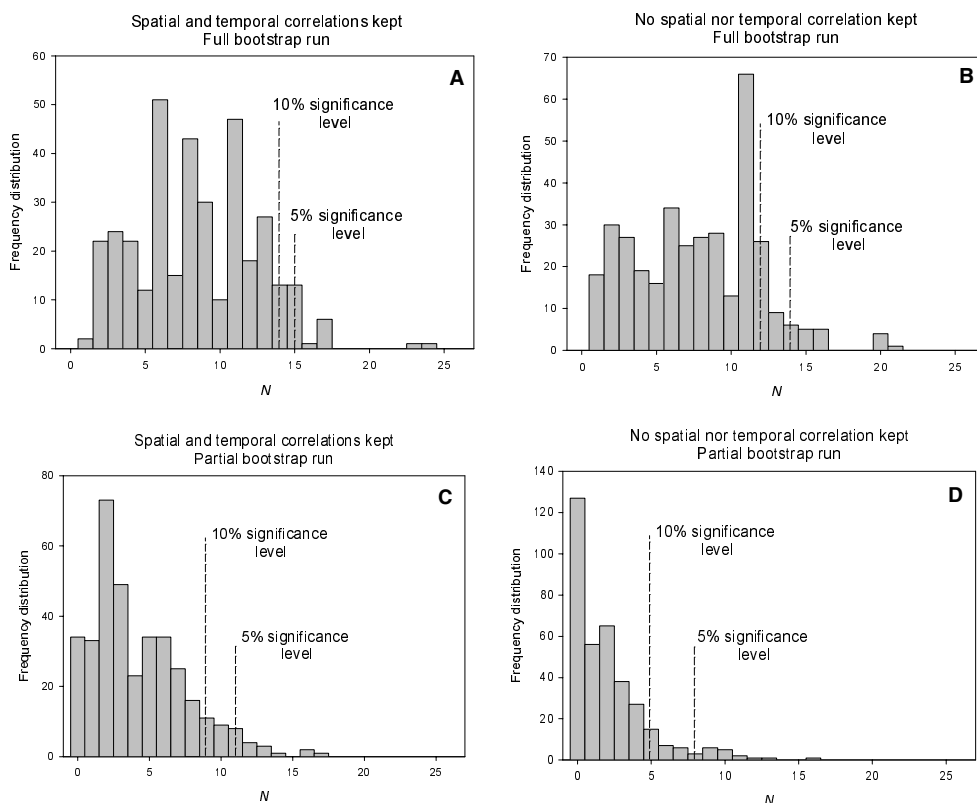 Spatial and temporal correlations kept
Full bootstrap run
A
10% significance
level
5% significance
level
Frequency distribution
60
50
40
30
20
10
0
0 5 10 15 20 25
N
No spatial nor temporal correlation kept
Full bootstrap run
B
10% significance
level
5% significance
level
Frequency distribution
70
60
50
40
30
20
10
0
0 5 10 15 20 25
N
Spatial and temporal correlations kept
Partial bootstrap run
C
10% significance
level
5% significance
level
Frequency distribution
80
60
40
20
0
0 5 10 15 20 25
N
No spatial nor temporal correlation kept
Partial bootstrap run
D
10% significance
level
5% significance
level
Frequency distribution
140
120
100
80
60
40
20
0
0 5 10 15 20 25
N